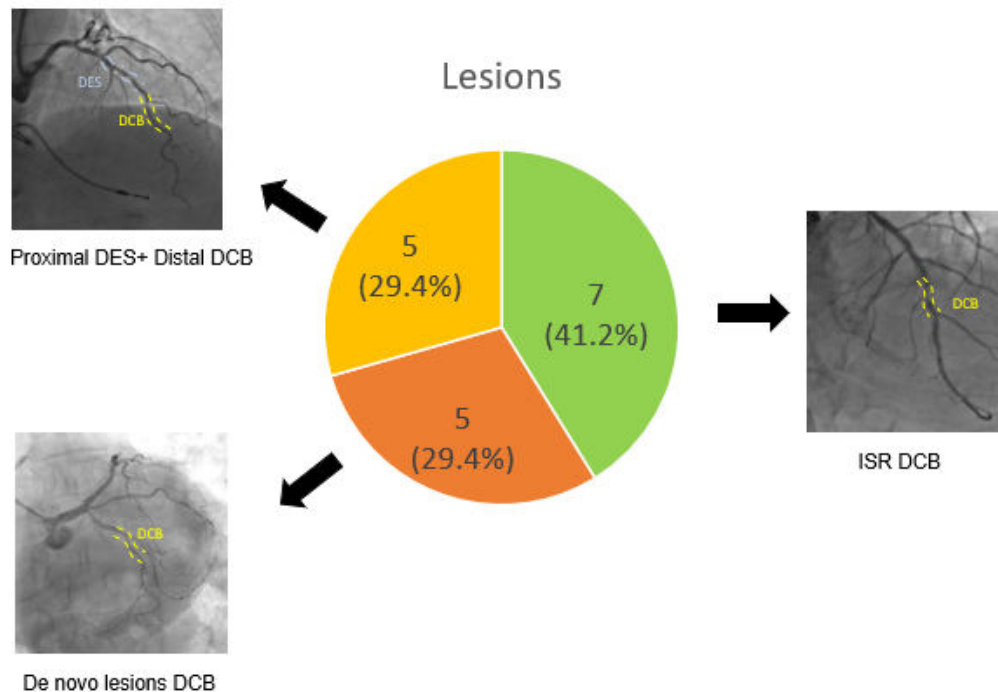 Lesions
DES
DCB
Proximal DES+ Distal DCB
5
(29.4%)
7
(41.2%)
DCB
ISR DCB
5
(29.4%)
DCB
De novo lesions DCB